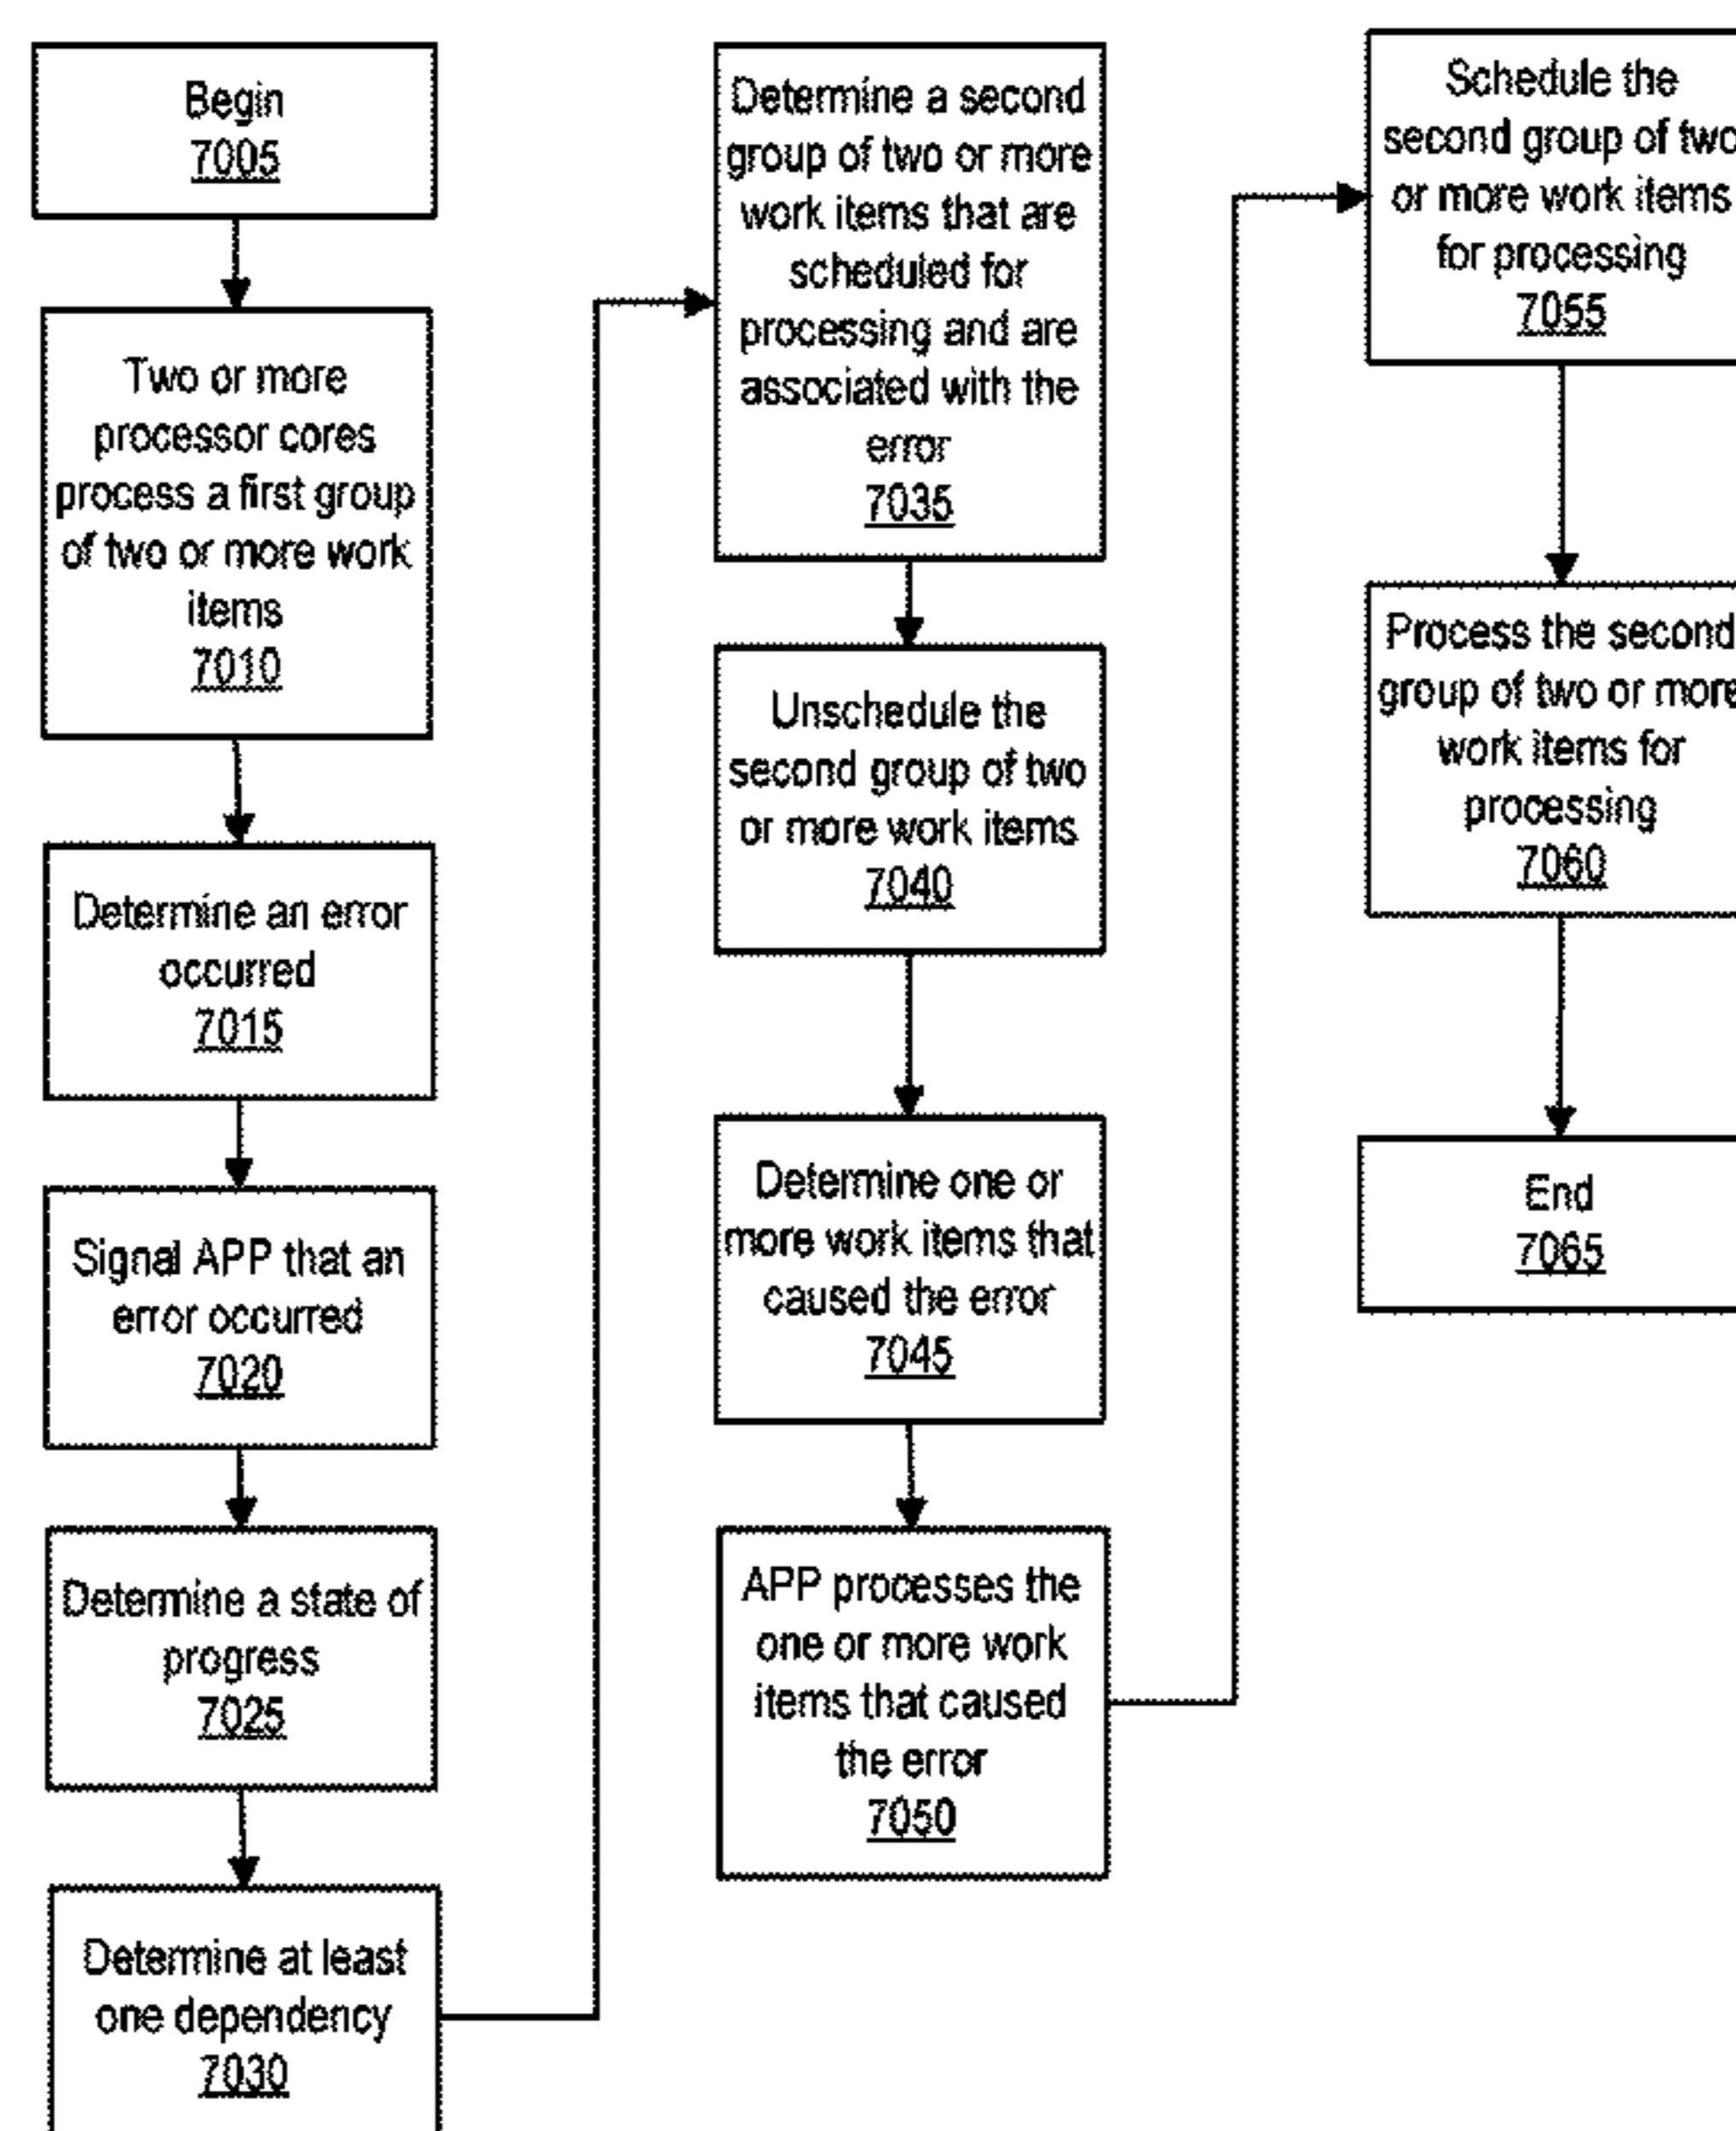 Begin
7005
Two or more
processor cores
process a first group
of two or more work
items
7010
Determine an error
occurred
7015
Signal APP that an
error occurred
7020
Determine a state of
progress
7025
Determine at least
one dependency
7030
Determine a second
group of two or more
work items that are
scheduled for
processing and are
associated with the
error
7035
Unschedule the
second group of two
or more work items
7040
Determine one or
more work items that
caused the error
7045
APP processes the
one or more work
items that caused
the error
7050
Schedule the
second group of two
or more work items
for processing
7055
Process the second
group of two or more
work items for
processing
7060
End
7065